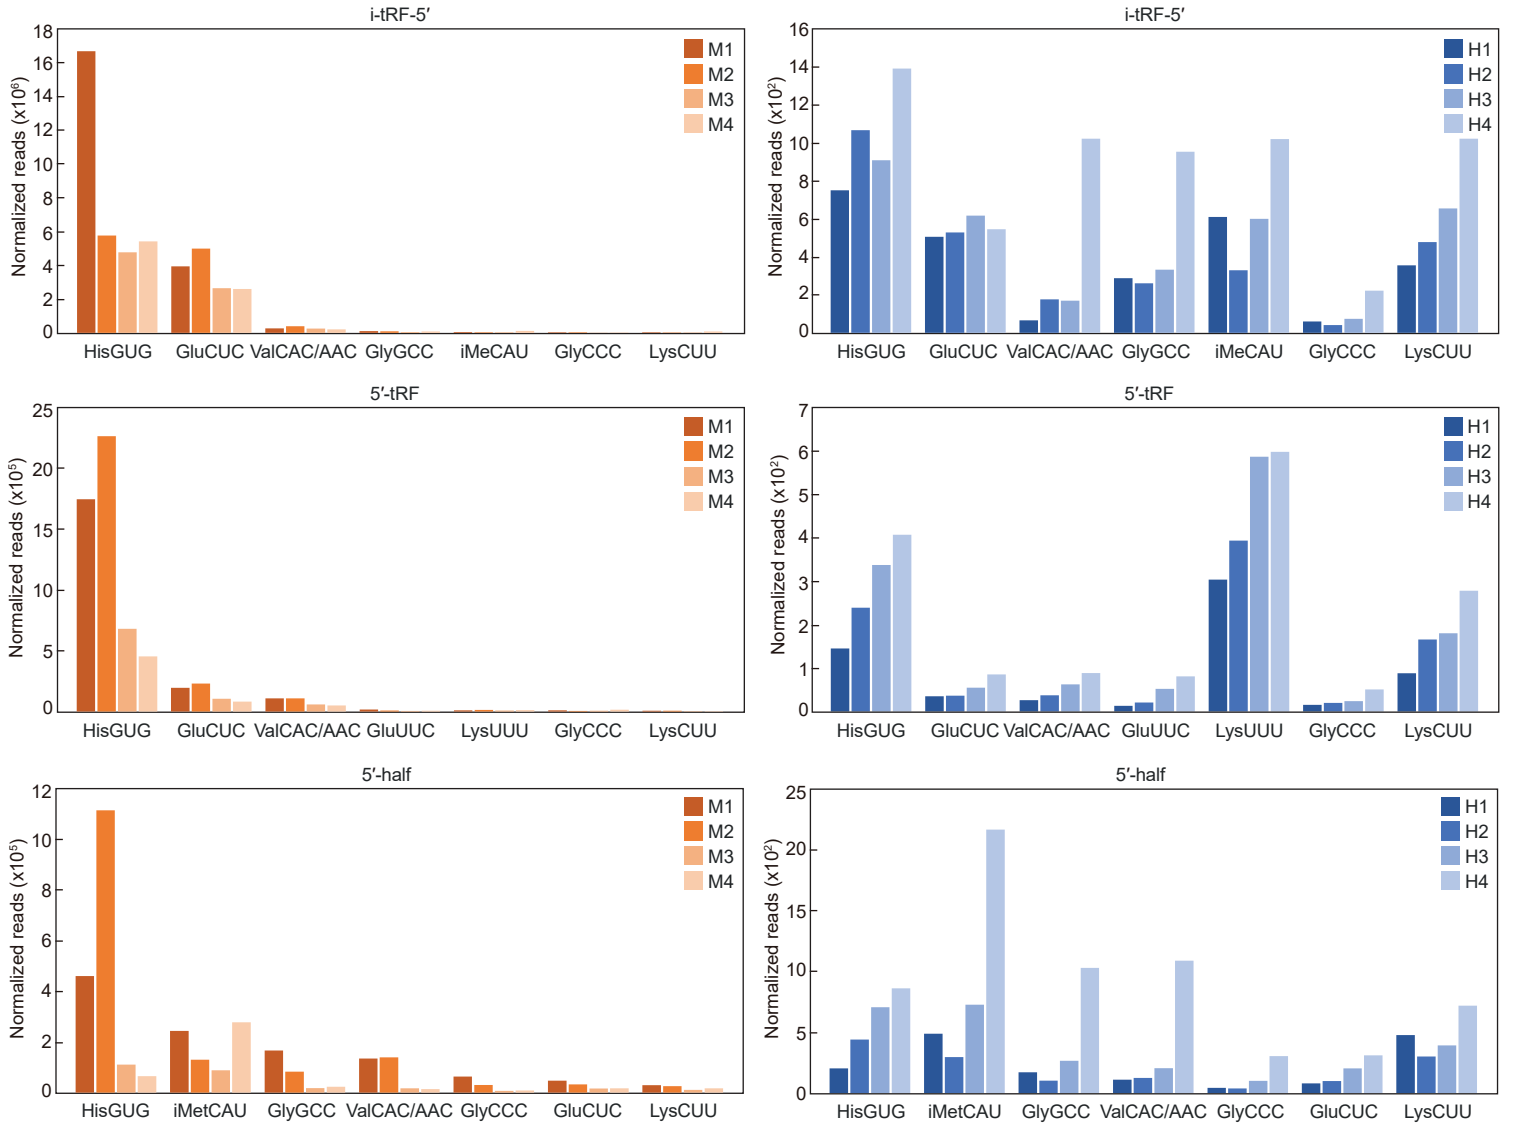 i-tRF-5′
Normalized reads (x10⁶)
18
16
14
12
10
8
6
4
2
0
M1
M2
M3
M4
HisGUG GluCUC ValCAC/AAC GlyGCC iMeCAU GlyCCC LysCUU
i-tRF-5′
Normalized reads (x10²)
16
14
12
10
8
6
4
2
0
H1
H2
H3
H4
HisGUG GluCUC ValCAC/AAC GlyGCC iMeCAU GlyCCC LysCUU
5′-tRF
Normalized reads (x10⁵)
25
20
15
10
5
0
M1
M2
M3
M4
HisGUG GluCUC ValCAC/AAC GluUUC LysUUU GlyCCC LysCUU
5′-tRF
Normalized reads (x10²)
7
6
5
4
3
2
1
0
H1
H2
H3
H4
HisGUG GluCUC ValCAC/AAC GluUUC LysUUU GlyCCC LysCUU
5′-half
Normalized reads (x10⁵)
12
10
8
6
4
2
0
M1
M2
M3
M4
HisGUG iMetCAU GlyGCC ValCAC/AAC GlyCCC GluCUC LysCUU
5′-half
Normalized reads (x10²)
25
20
15
10
5
0
H1
H2
H3
H4
HisGUG iMetCAU GlyGCC ValCAC/AAC GlyCCC GluCUC LysCUU